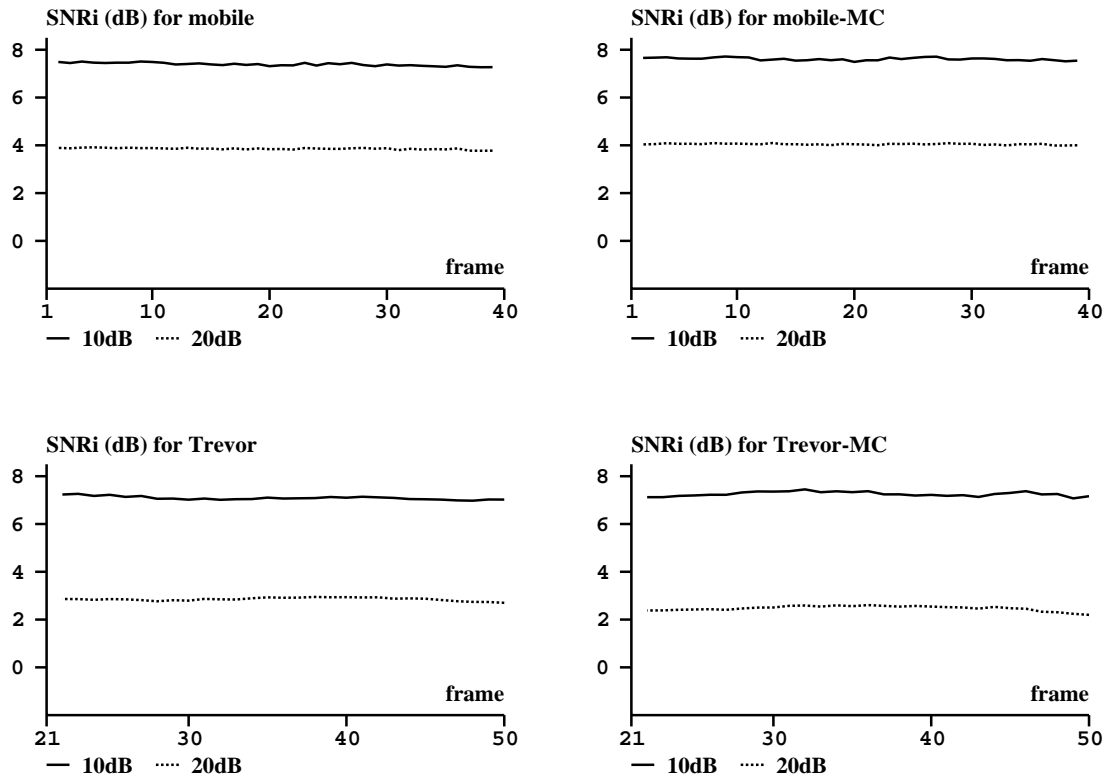 SNRi (dB) for mobile
8
6
4
2
0
frame
1 10 20 30 40
10dB 20dB
SNRi (dB) for mobile-MC
8
6
4
2
0
frame
1 10 20 30 40
10dB 20dB
SNRi (dB) for Trevor
8
6
4
2
0
frame
21 30 40 50
10dB 20dB
SNRi (dB) for Trevor-MC
8
6
4
2
0
frame
21 30 40 50
10dB 20dB